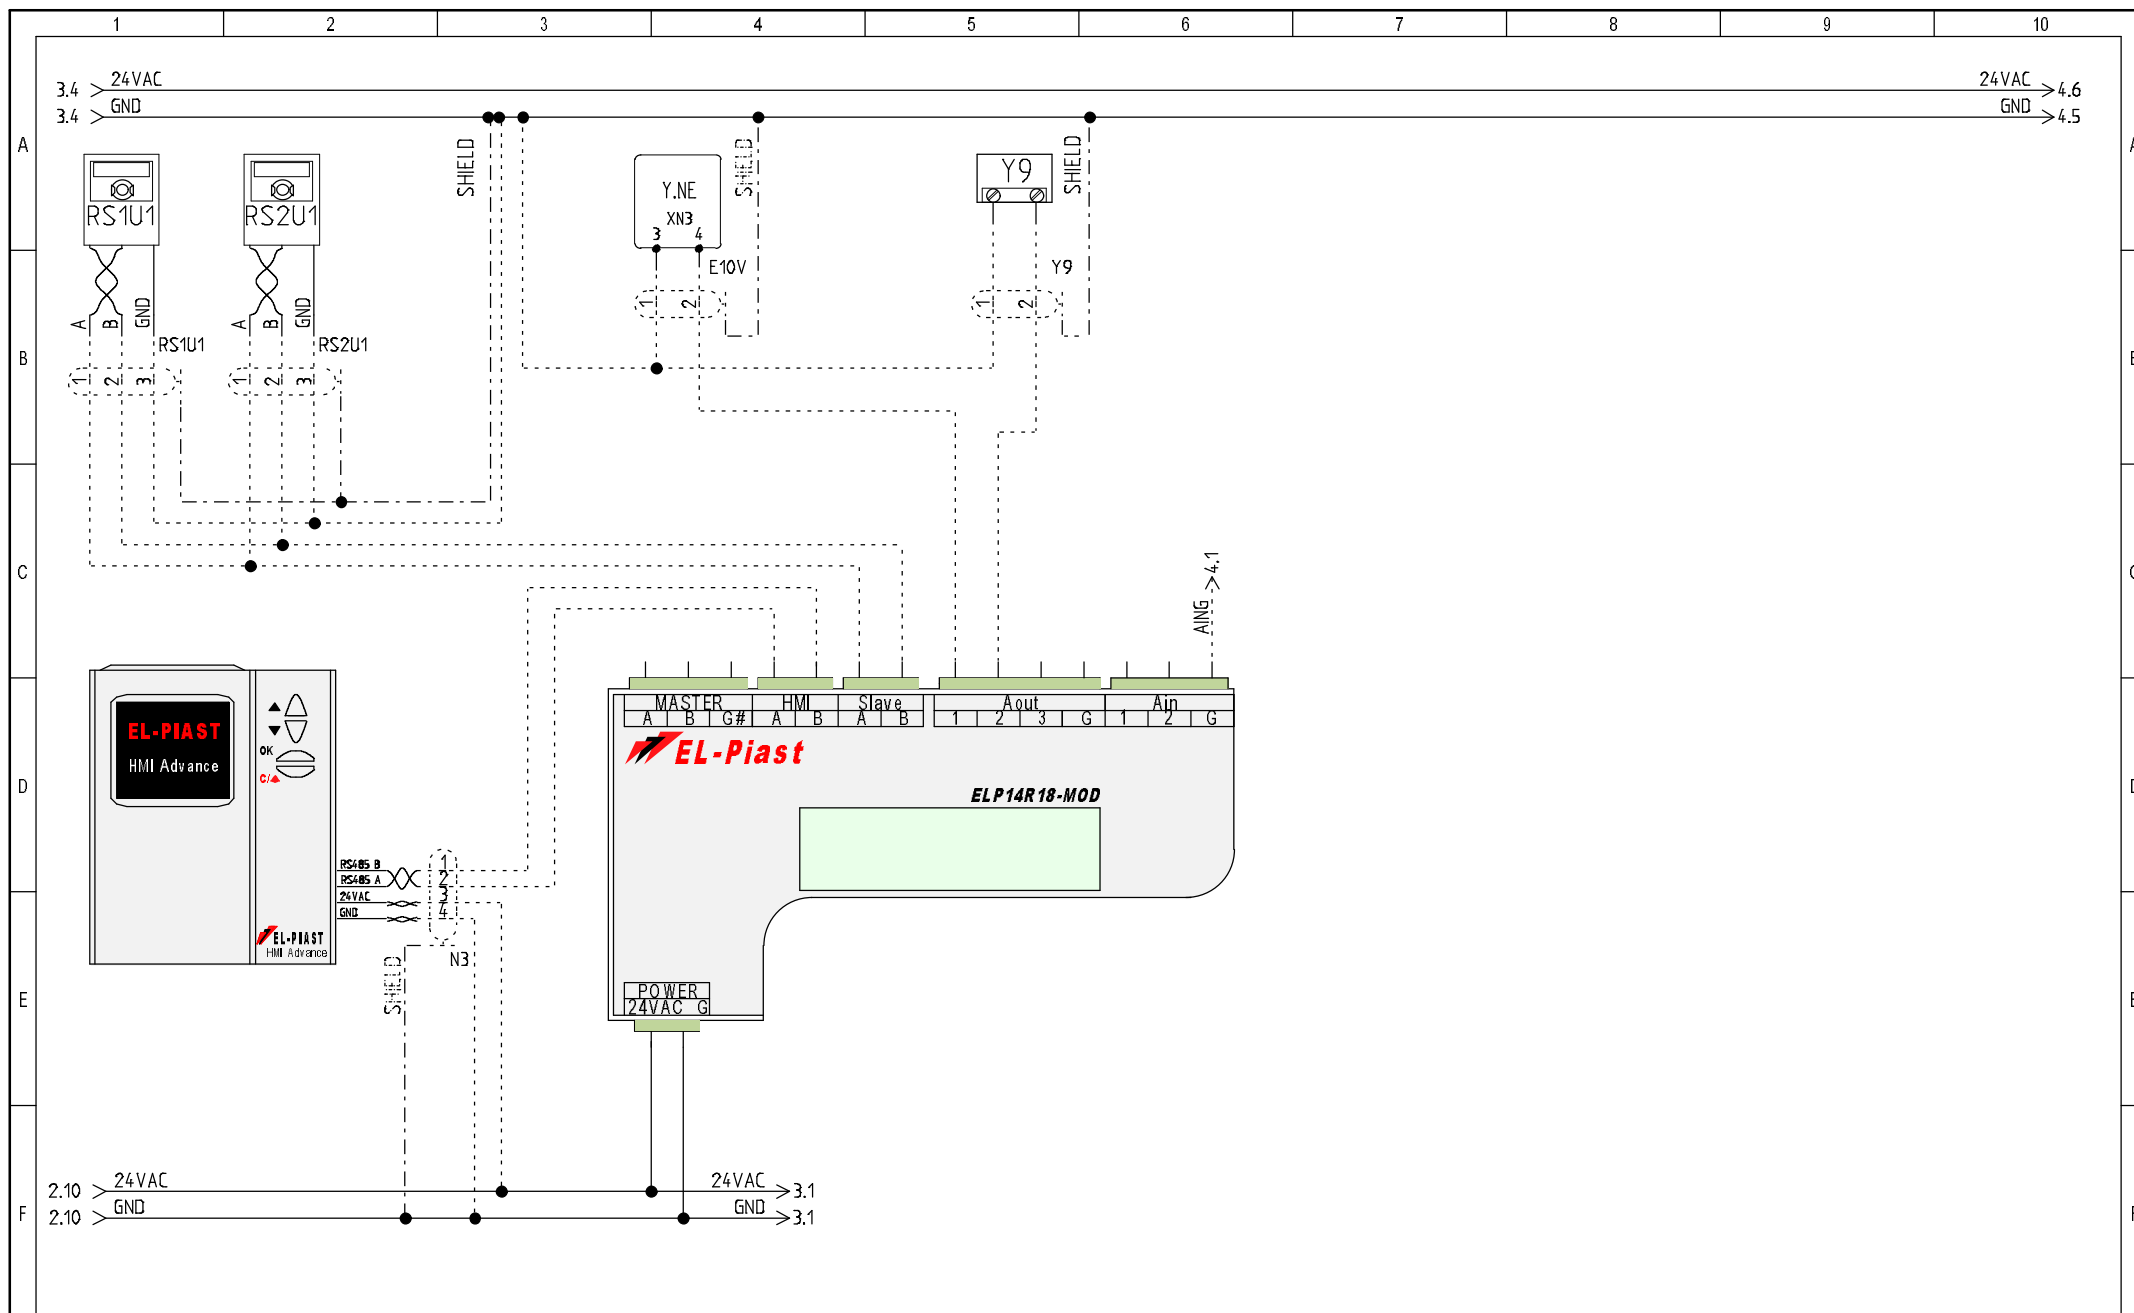 1 2 3 4 5 6 7 8 9 10
3.4 24VAC 24VAC 4.6
3.4 GND GND 4.5
A
SHIELD SHIELD SHIELD
RS1U1 RS2U1 Y.NE Y9
XN3
3 4
E10V Y9
1 2 1 2
A B GND A B GND
B
RS1U1 RS2U1
1 2 3 1 2 3
C
AING 4.1
MASTER HMI Slave Aout Ain
A B G# A B A B 1 2 3 G 1 2 G
EL-PIAST
HMI Advance
OK
C/
EL-Piast
D D
ELP14R18-MOD
RS485 B 1
RS485 A 2
24VAC 3
GND 4
EL-PIAST
HMI Advance
N3
SHIELD
E
POWER
24VAC G
2.10 24VAC 24VAC 3.1
F
2.10 GND GND 3.1